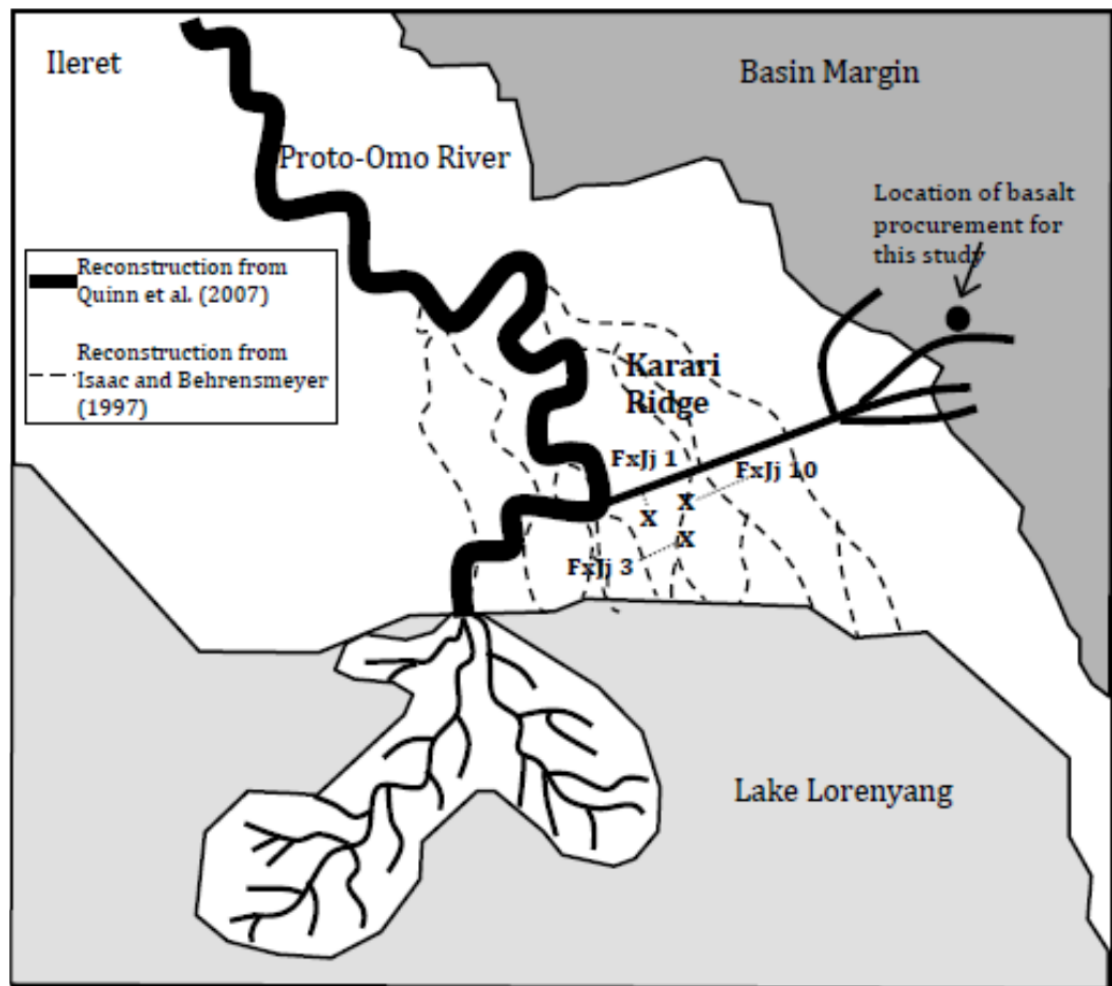 Ileret
Basin Margin
Proto-Omo River
Location of basalt
procurement for
this study
Reconstruction from
Quinn et al. (2007)
Reconstruction from
Isaac and Behrensmeyer
(1997)
Karari
Ridge
FxJj 1
FxJj 10
X
X
X
FxJj 3
Lake Lorenyang